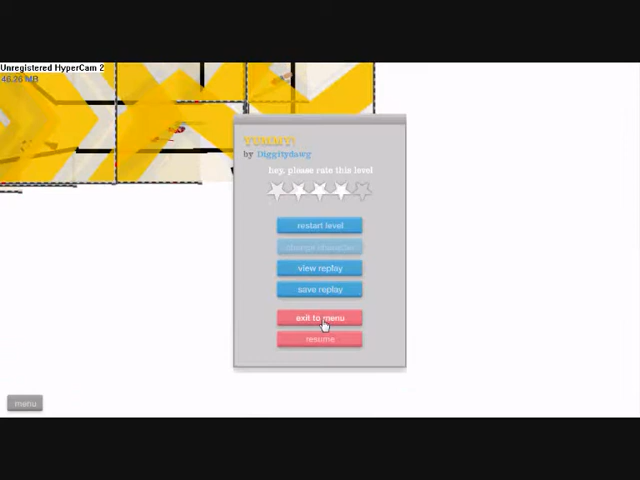 Unregistered HyperCam 2
46.26 MB
YUMMY!
by Diggitydawg
hey, please rate this level
restart level
change character
view replay
save replay
exit to menu
resume
menu